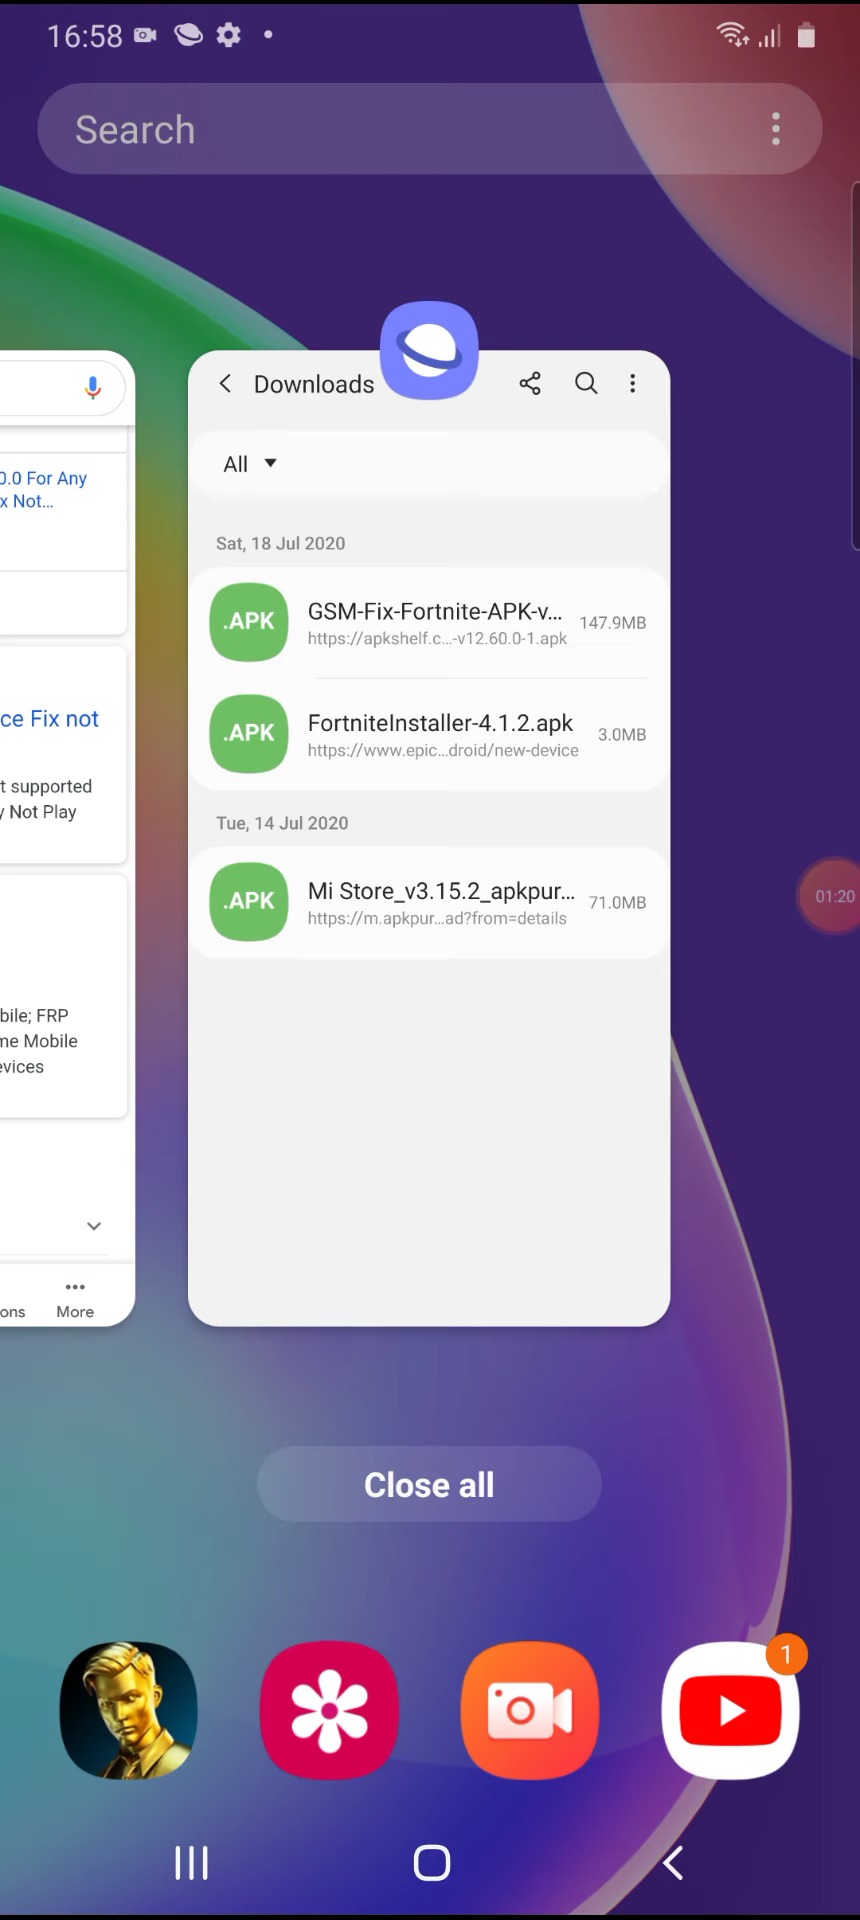 16:58
Search
Downloads
All
Sat, 18 Jul 2020
.APK
GSM-Fix-Fortnite-APK-v...
147.9MB
https://apkshelf.c...-v12.60.0-1.apk
.APK
FortniteInstaller-4.1.2.apk
3.0MB
https://www.epic...droid/new-device
Tue, 14 Jul 2020
.APK
Mi Store_v3.15.2_apkpur...
71.0MB
https://m.apkpur...ad?from=details
0.0 For Any
x Not...
ce Fix not
t supported
y Not Play
bile; FRP
me Mobile
evices
ons
More
01:20
Close all
1